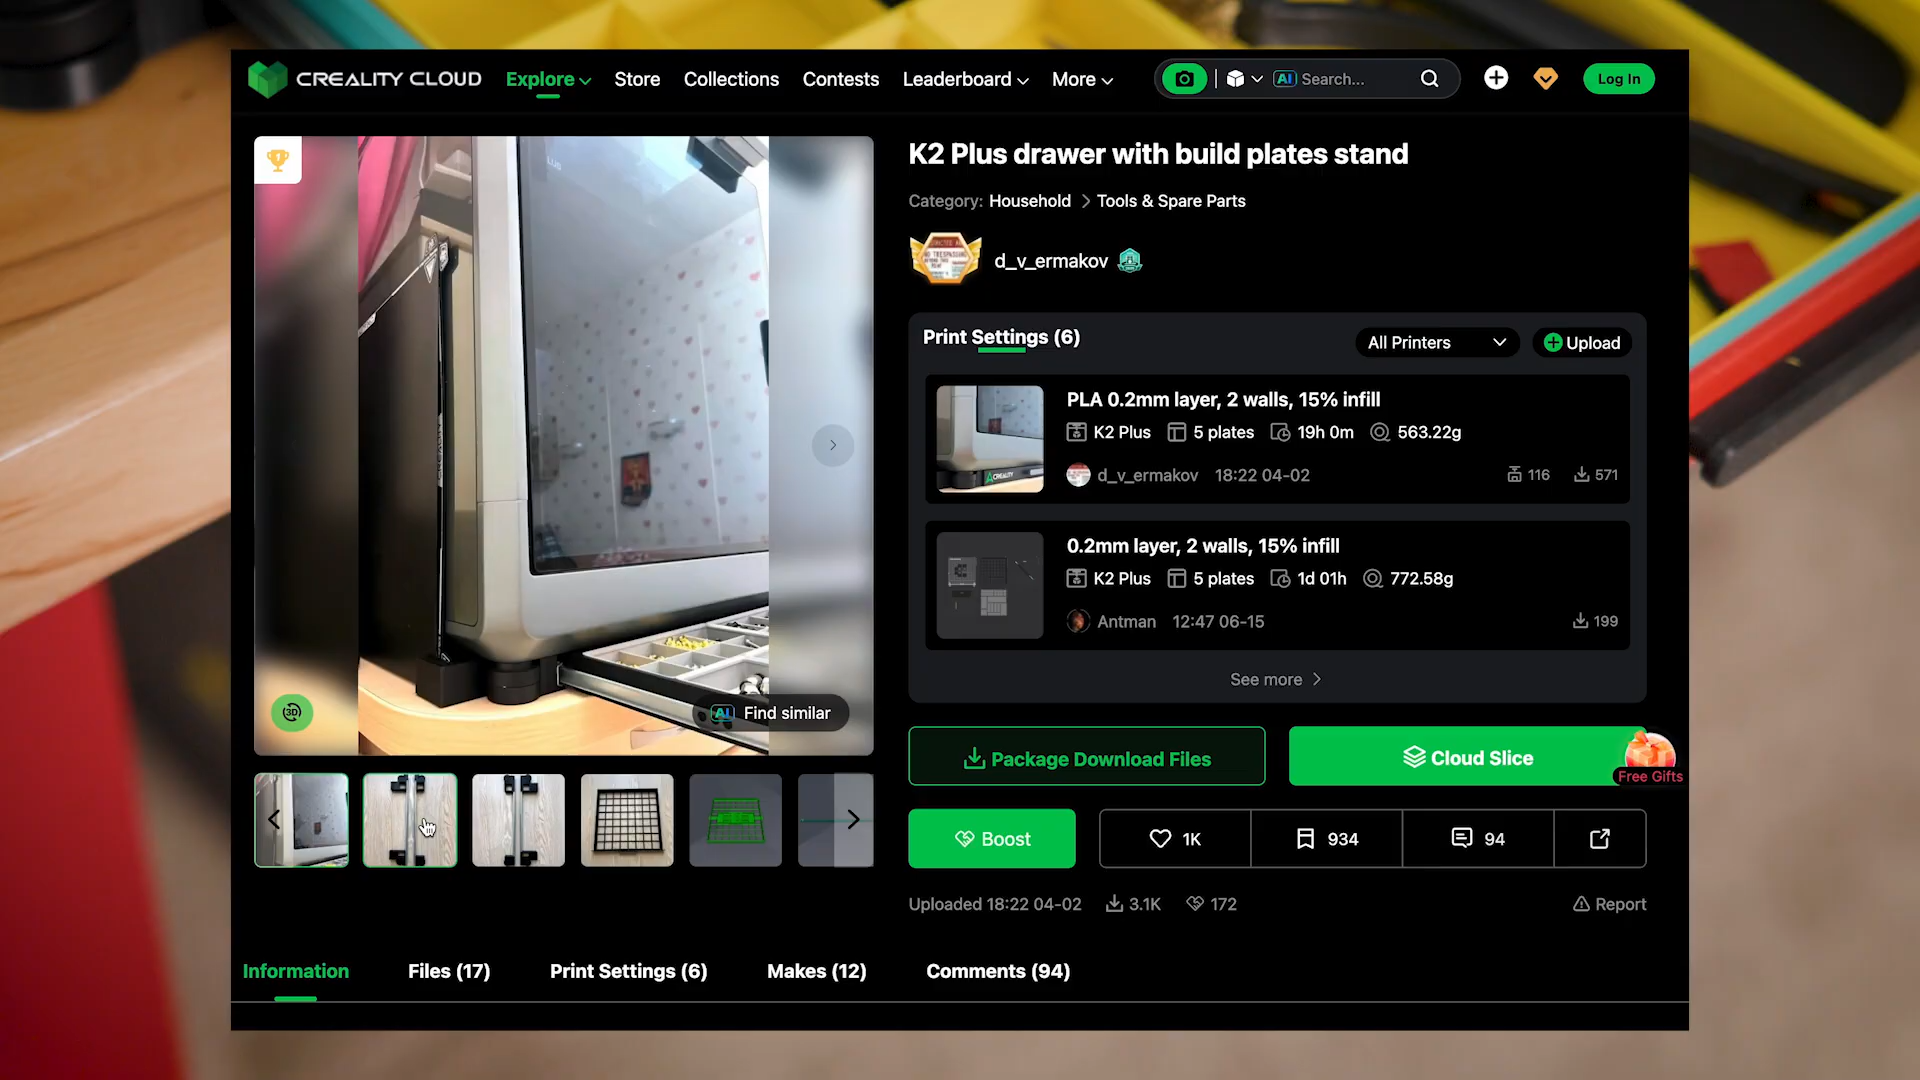 CREALITY CLOUD
Explore
Store
Collections
Contests
Leaderboard
More
AI Search...
Log In
K2 Plus drawer with build plates stand
Category: Household > Tools & Spare Parts
d_v_ermakov
Print Settings (6)
All Printers
Upload
PLA 0.2mm layer, 2 walls, 15% infill
K2 Plus 5 plates 19h 0m 563.22g
d_v_ermakov 18:22 04-02 116 571
0.2mm layer, 2 walls, 15% infill
K2 Plus 5 plates 1d 01h 772.58g
Antman 12:47 06-15 199
See more >
3D
AI Find similar
Package Download Files
Cloud Slice
Free Gifts
Boost
1K
934
94
Uploaded 18:22 04-02 3.1K 172
Report
Information
Files (17)
Print Settings (6)
Makes (12)
Comments (94)